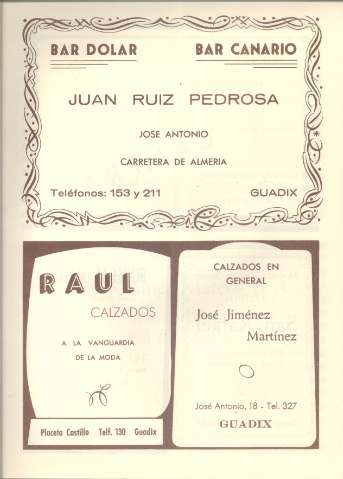 BAR DOLAR BAR CANARIO
JUAN RUIZ PEDROSA
JOSE ANTONIO
CARRETERA DE ALMERIA
Teléfonos: 153 y 211 GUADIX
RAUL
CALZADOS
A LA VANGUARDIA
DE LA MODA
Placeta Castillo Telf. 130 Guadix
CALZADOS EN
GENERAL
José Jiménez
Martínez
José Antonio, 18 - Tel. 327
GUADIX